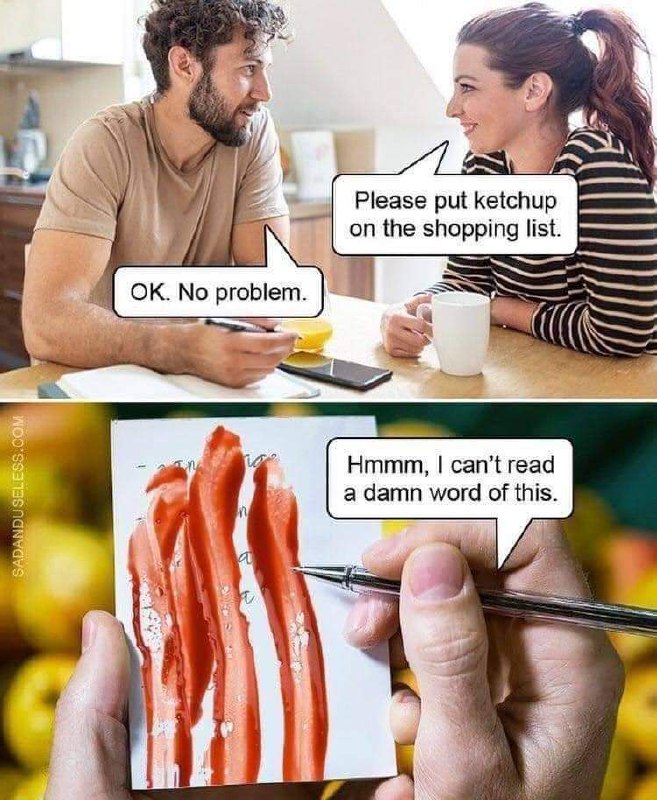 Please put ketchup
on the shopping list.
OK. No problem.
Hmmm, I can't read
a damn word of this.
SADANDUSELESS.COM